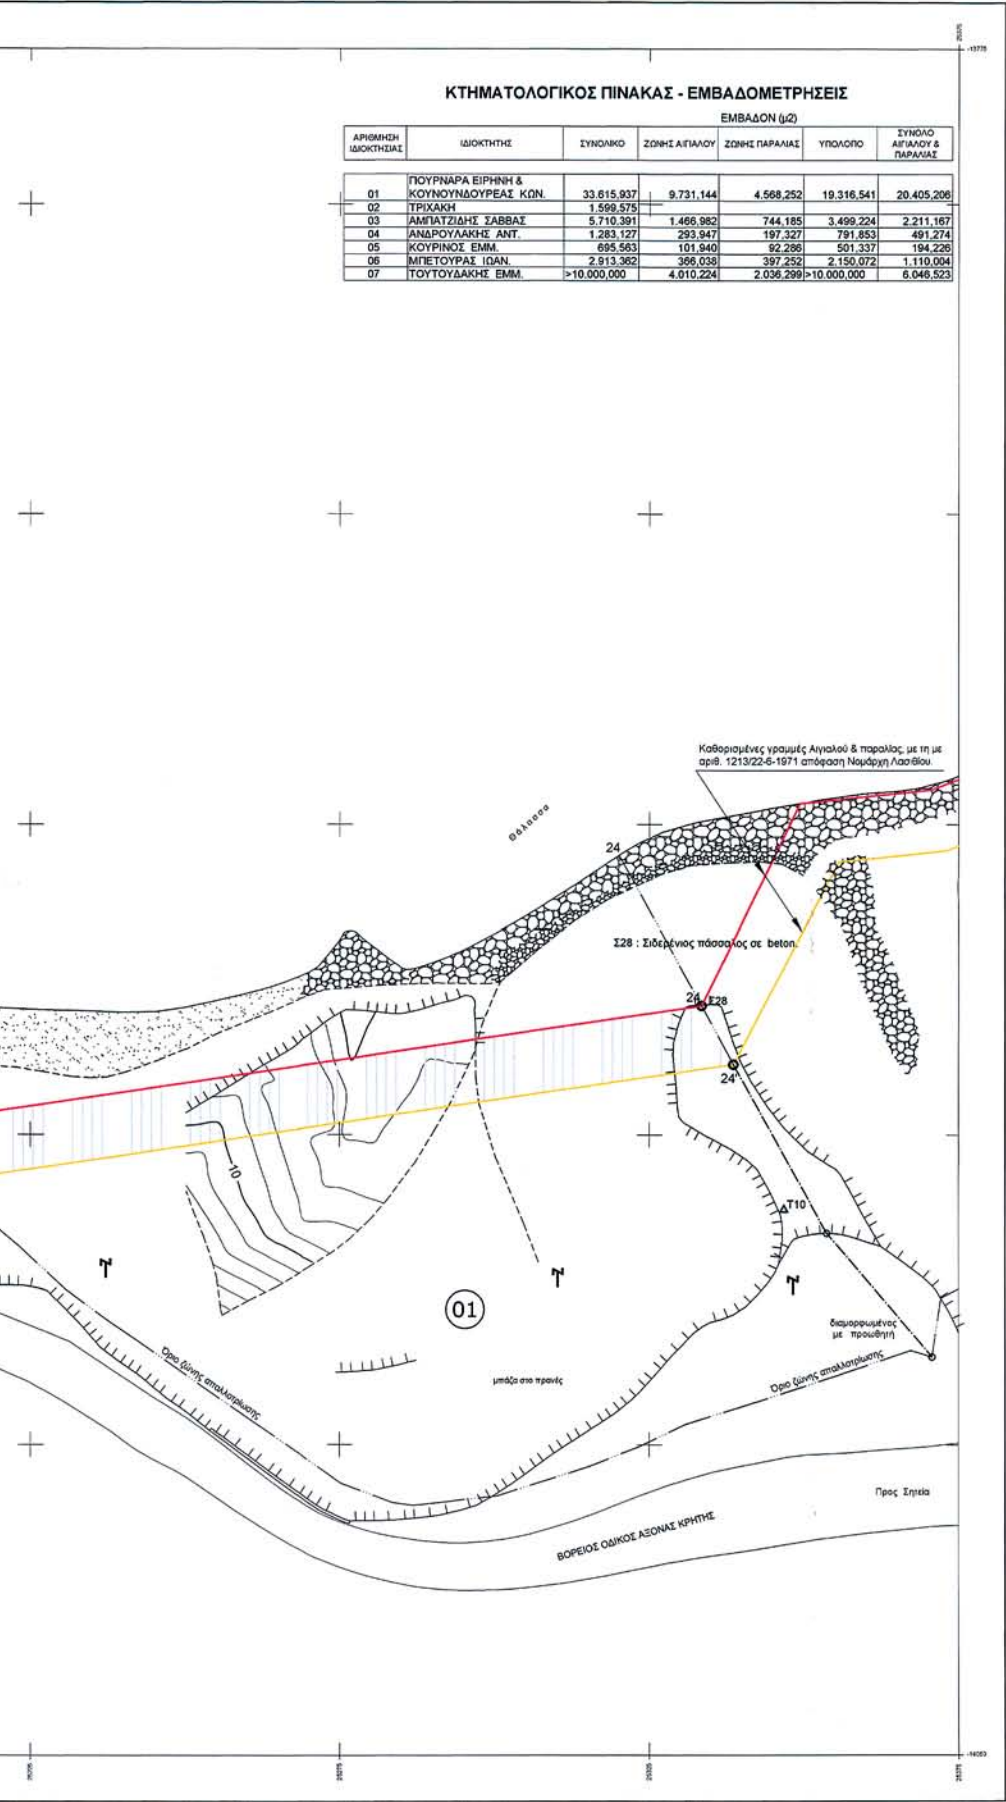 25375
-13775
ΚΤΗΜΑΤΟΛΟΓΙΚΟΣ ΠΙΝΑΚΑΣ - ΕΜΒΑΔΟΜΕΤΡΗΣΕΙΣ
ΕΜΒΑΔΟΝ (μ2)
ΑΡΙΘΜΗΣΗ ΙΔΙΟΚΤΗΣΙΑΣ ΙΔΙΟΚΤΗΤΗΣ ΣΥΝΟΛΙΚΟ ΖΩΝΗΣ ΑΙΓΙΑΛΟΥ ΖΩΝΗΣ ΠΑΡΑΛΙΑΣ ΥΠΟΛΟΠΟ ΣΥΝΟΛΟ ΑΙΓΙΑΛΟΥ & ΠΑΡΑΛΙΑΣ
01 ΠΟΥΡΝΑΡΑ ΕΙΡΗΝΗ & ΚΟΥΝΟΥΝΔΟΥΡΕΑΣ ΚΩΝ. 33.615,937 9.731,144 4.568,252 19.316,541 20.405,206
02 ΤΡΙΧΑΚΗ 1.599,575
03 ΑΜΠΑΤΖΙΔΗΣ ΣΑΒΒΑΣ 5.710,391 1.466,982 744,185 3.499,224 2.211,167
04 ΑΝΔΡΟΥΛΑΚΗΣ ΑΝΤ. 1.283,127 293,947 197,327 791,853 491,274
05 ΚΟΥΡΙΝΟΣ ΕΜΜ. 695,563 101,940 92,286 501,337 194,226
06 ΜΠΕΤΟΥΡΑΣ ΙΩΑΝ. 2.913,362 366,038 397,252 2.150,072 1.110,004
07 ΤΟΥΤΟΥΔΑΚΗΣ ΕΜΜ. >10.000,000 4.010,224 2.036,299 >10.000,000 6.046,523
Καθορισμένες γραμμές Αιγιαλού & παραλίας, με τη με
αριθ. 1213/22-6-1971 απόφαση Νομάρχη Λασιθίου.
Θάλασσα
24
Σ28 : Σιδερένιος πάσσαλος σε beton.
24
Σ28
24'
10
T10
01
διαμορφωμένος
με προωθητή
Όριο ζώνης απαλλοτρίωσης
μπάζα στο πρανές
Όριο ζώνης απαλλοτρίωσης
Προς Σητεία
ΒΟΡΕΙΟΣ ΟΔΙΚΟΣ ΑΞΟΝΑΣ ΚΡΗΤΗΣ
25275
25325
25375